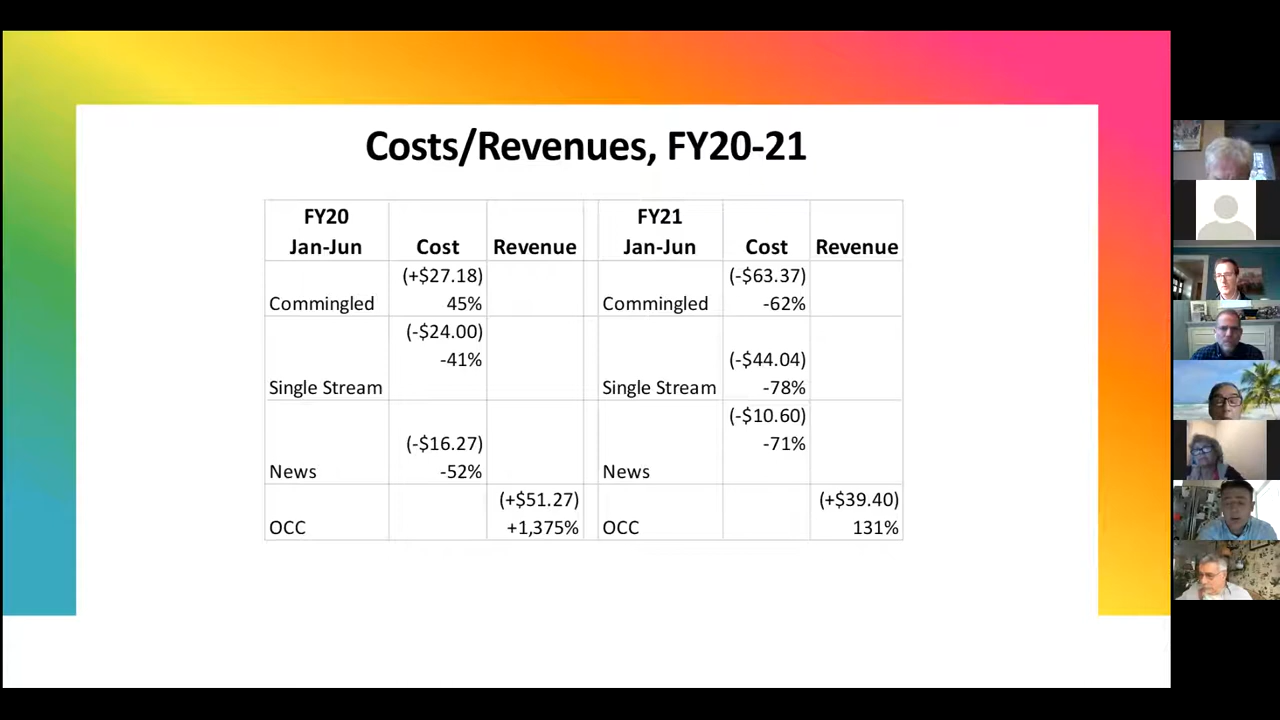 Costs/Revenues, FY20-21
FY20 FY21
Jan-Jun Cost Revenue Jan-Jun Cost Revenue
(+$27.18) (-$63.37)
Commingled 45% Commingled -62%
(-$24.00)
-41% (-$44.04)
Single Stream Single Stream -78%
(-$10.60)
(-$16.27) -71%
News -52% News
(+$51.27) (+$39.40)
OCC +1,375% OCC 131%